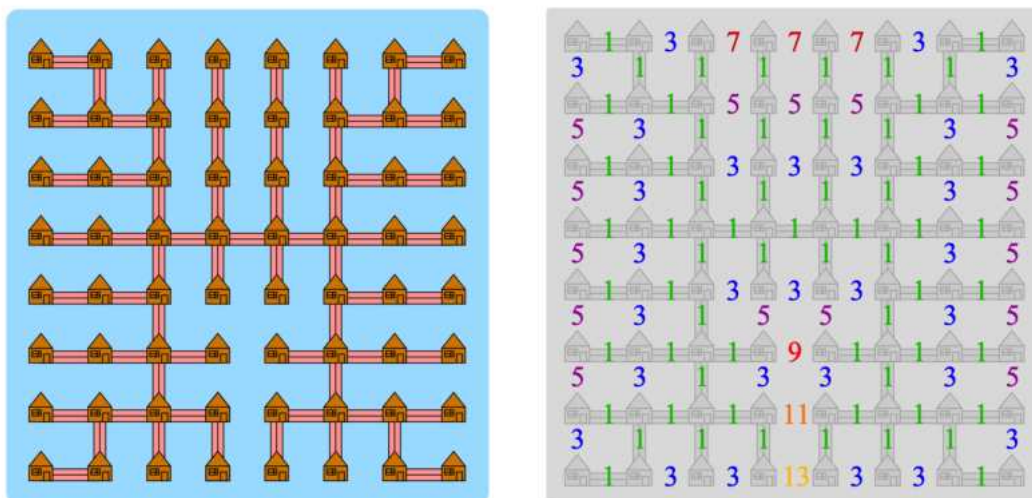 1 3 7 7 7 3 1
3 1 1 1 1 1 1 3
1 1 5 5 5 1 1
5 3 1 1 1 1 3 5
1 1 3 3 3 1 1
5 3 1 1 1 1 3 5
1 1 1 1 1 1 1
5 3 1 1 1 1 3 5
1 1 3 3 3 1 1
5 3 1 5 5 1 3 5
1 1 1 9 1 1 1
5 3 1 3 3 1 3 5
1 1 1 11 1 1 1
3 1 1 1 1 1 1 3
1 3 3 13 3 3 1